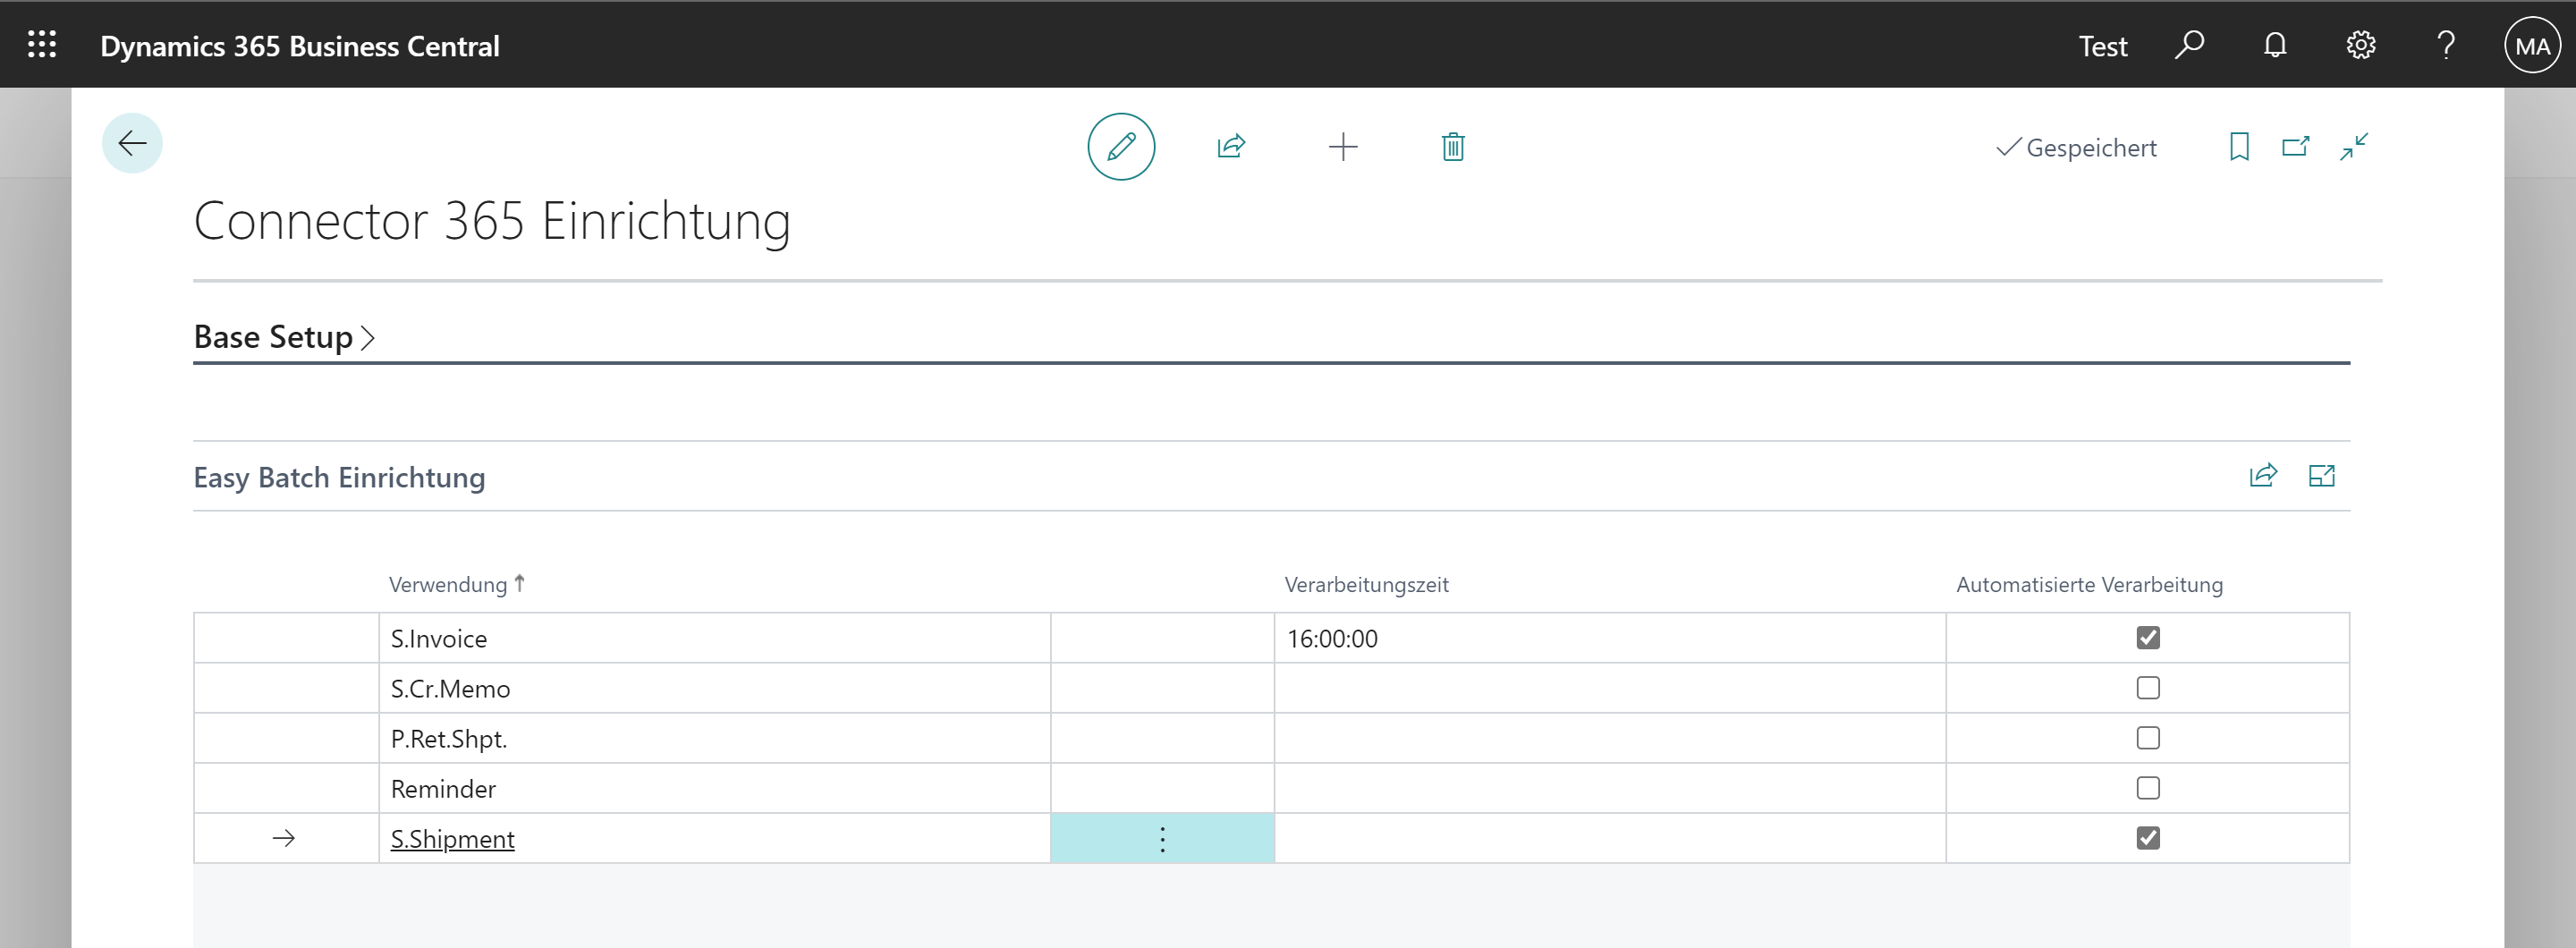 Dynamics 365 Business Central Test ? MA
Gespeichert
Connector 365 Einrichtung
Base Setup
Easy Batch Einrichtung
Verwendung Verarbeitungszeit Automatisierte Verarbeitung
S.Invoice 16:00:00
S.Cr.Memo
P.Ret.Shpt.
Reminder
S.Shipment